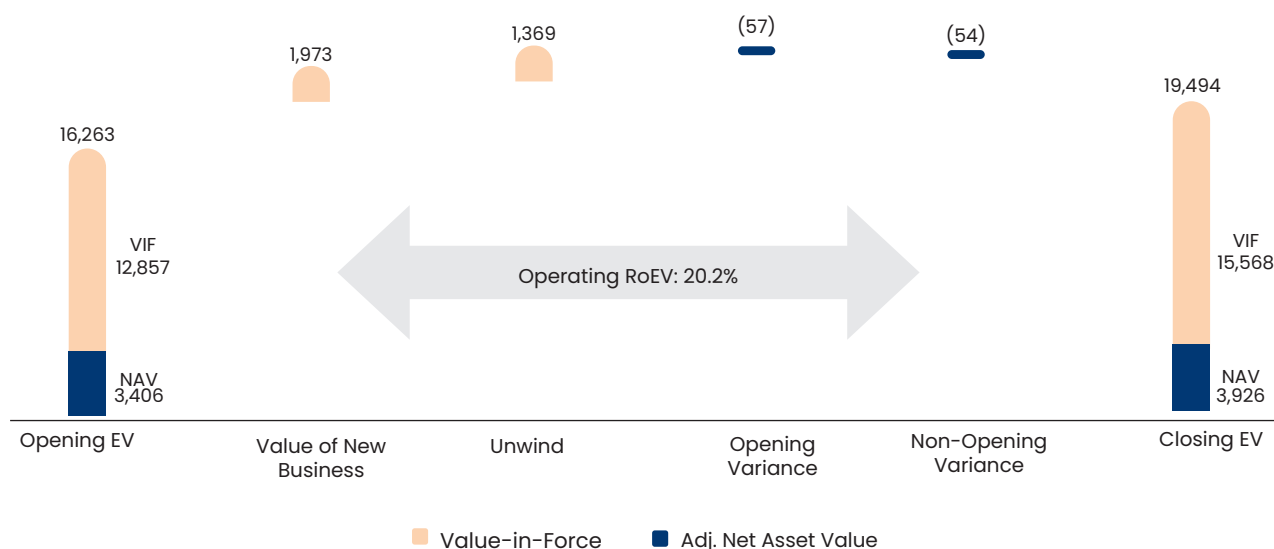 (57)
(54)
1,369
1,973
19,494
16,263
VIF
12,857
VIF
15,568
Operating RoEV: 20.2%
NAV
3,406
NAV
3,926
Opening EV
Value of New
Business
Unwind
Opening
Variance
Non-Opening
Variance
Closing EV
Value-in-Force
Adj. Net Asset Value